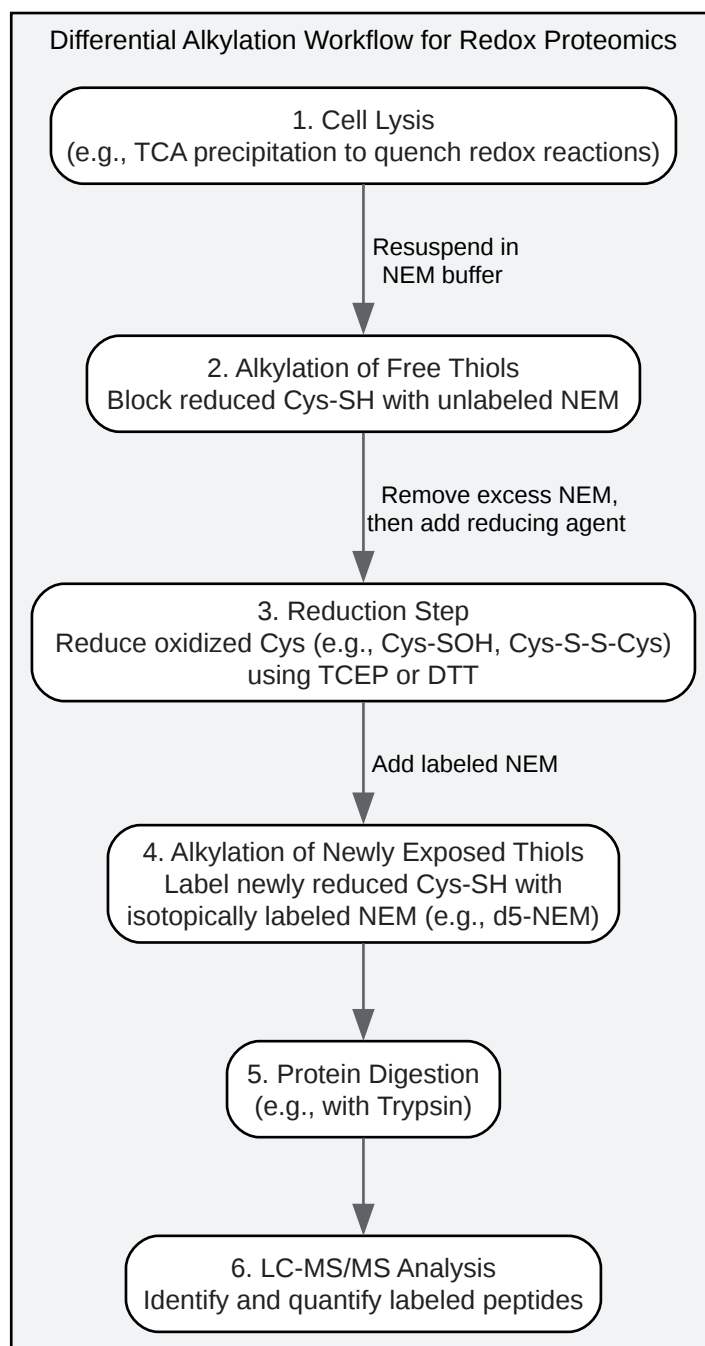 Differential Alkylation Workflow for Redox Proteomics
1. Cell Lysis
(e.g., TCA precipitation to quench redox reactions)
Resuspend in
NEM buffer
2. Alkylation of Free Thiols
Block reduced Cys-SH with unlabeled NEM
Remove excess NEM,
then add reducing agent
3. Reduction Step
Reduce oxidized Cys (e.g., Cys-SOH, Cys-S-S-Cys)
using TCEP or DTT
Add labeled NEM
4. Alkylation of Newly Exposed Thiols
Label newly reduced Cys-SH with
isotopically labeled NEM (e.g., d5-NEM)
5. Protein Digestion
(e.g., with Trypsin)
6. LC-MS/MS Analysis
Identify and quantify labeled peptides